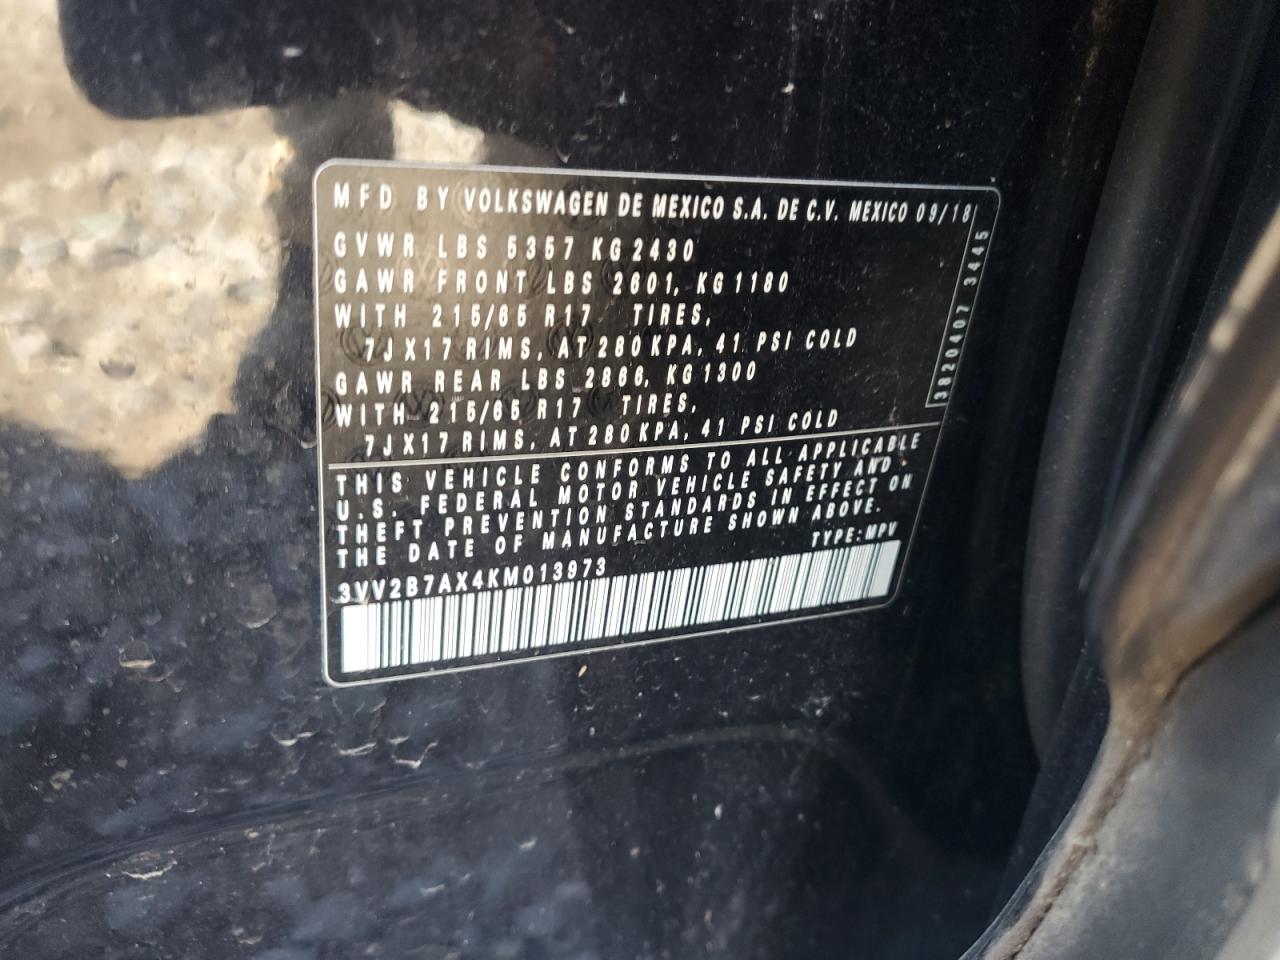 MFD BY VOLKSWAGEN DE MEXICO S.A. DE C.V. MEXICO 09/18
GVWR LBS 5357 KG 2430
GAWR FRONT LBS 2601, KG 1180
WITH 215/65 R17 TIRES,
7J X 17 RIMS, AT 280 KPA, 41 PSI COLD
GAWR REAR LBS 2866, KG 1300
WITH 215/65 R17 TIRES,
7J X 17 RIMS, AT 280 KPA, 41 PSI COLD
3820407 3445
THIS VEHICLE CONFORMS TO ALL APPLICABLE
U.S. FEDERAL MOTOR VEHICLE SAFETY AND
THEFT PREVENTION STANDARDS IN EFFECT ON
THE DATE OF MANUFACTURE SHOWN ABOVE.
TYPE: MPV
3VV2B7AX4KM013973